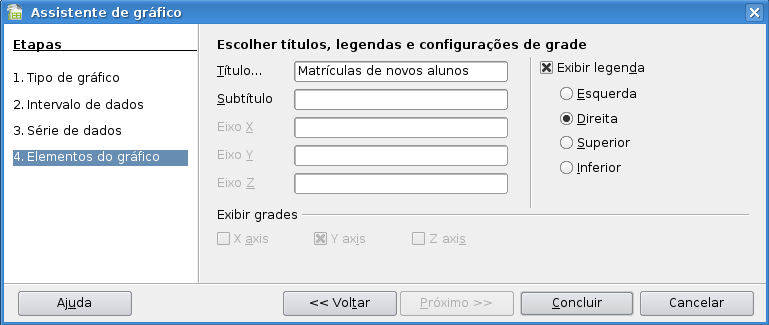 Assistente de gráfico
Etapas
1. Tipo de gráfico
2. Intervalo de dados
3. Série de dados
4. Elementos do gráfico
Escolher títulos, legendas e configurações de grade
Título... Matrículas de novos alunos
Subtítulo
Eixo X
Eixo Y
Eixo Z
Exibir legenda
Esquerda
Direita
Superior
Inferior
Exibir grades
X axis Y axis Z axis
Ajuda << Voltar Próximo >> Concluir Cancelar